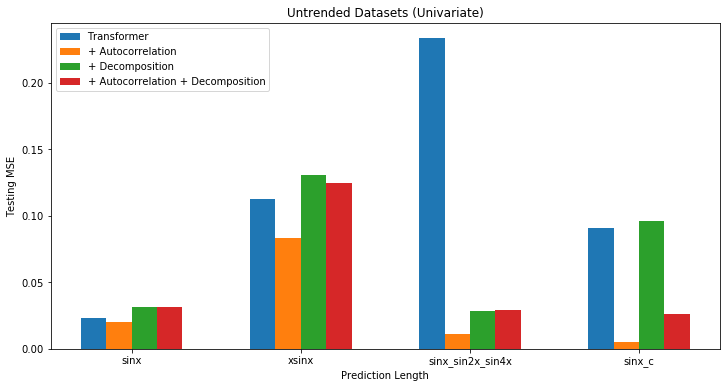 Untrended Datasets (Univariate)
Transformer
+ Autocorrelation
+ Decomposition
+ Autocorrelation + Decomposition
Testing MSE
0.20
0.15
0.10
0.05
0.00
sinx
xsinx
sinx_sin2x_sin4x
sinx_c
Prediction Length